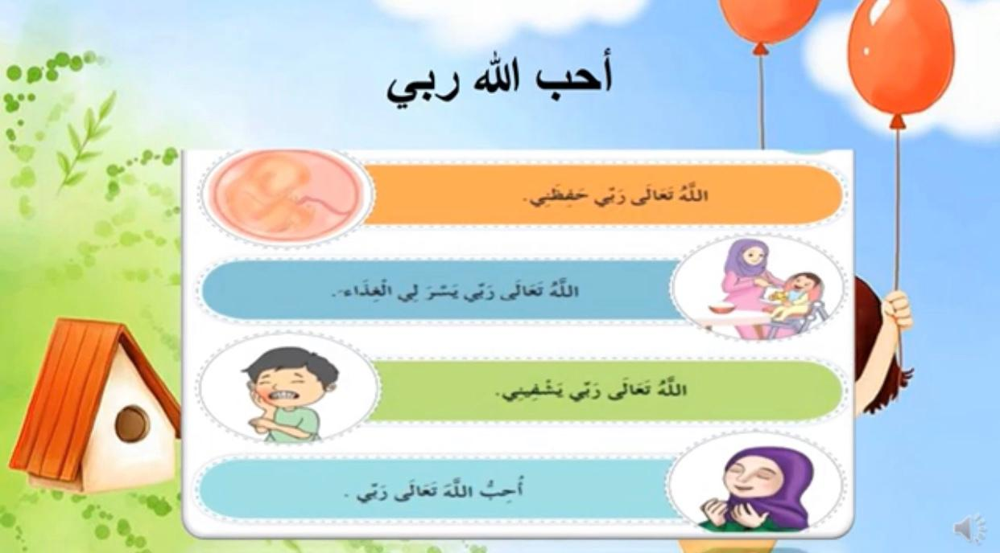 أحب الله ربي
اللَّهُ تَعَالَى رَبِّي حَفِظَنِي.
اللَّهُ تَعَالَى رَبِّي يَسَّرَ لِي الْغِذَاءَ.
اللَّهُ تَعَالَى رَبِّي يَشْفِينِي.
أُحِبُّ اللَّهَ تَعَالَى رَبِّي .